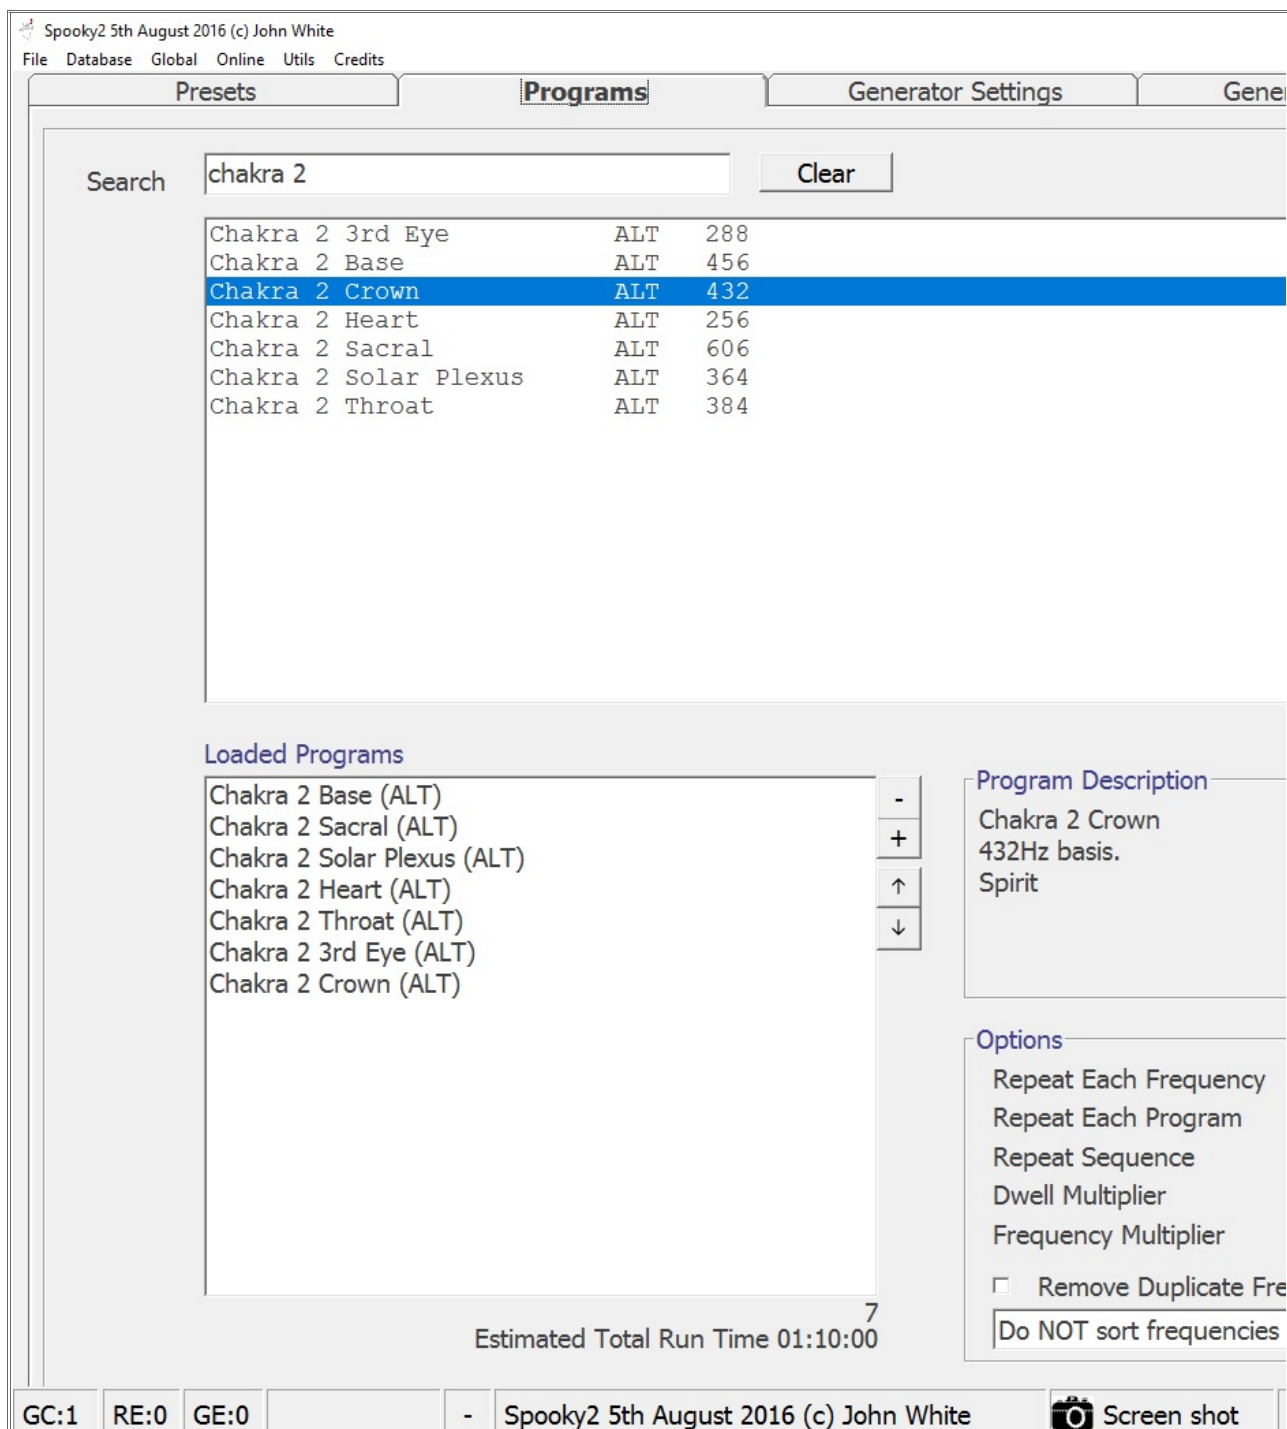 Spooky2 5th August 2016 (c) John White
File Database Global Online Utils Credits
Presets Programs Generator Settings Gener
Search chakra 2 Clear
Chakra 2 3rd Eye ALT 288
Chakra 2 Base ALT 456
Chakra 2 Crown ALT 432
Chakra 2 Heart ALT 256
Chakra 2 Sacral ALT 606
Chakra 2 Solar Plexus ALT 364
Chakra 2 Throat ALT 384
Loaded Programs
Chakra 2 Base (ALT)
Chakra 2 Sacral (ALT)
Chakra 2 Solar Plexus (ALT)
Chakra 2 Heart (ALT)
Chakra 2 Throat (ALT)
Chakra 2 3rd Eye (ALT)
Chakra 2 Crown (ALT)
-
+
↑
↓
7
Estimated Total Run Time 01:10:00
Program Description
Chakra 2 Crown
432Hz basis.
Spirit
Options
Repeat Each Frequency
Repeat Each Program
Repeat Sequence
Dwell Multiplier
Frequency Multiplier
Remove Duplicate Fre
Do NOT sort frequencies
GC:1 RE:0 GE:0 - Spooky2 5th August 2016 (c) John White Screen shot